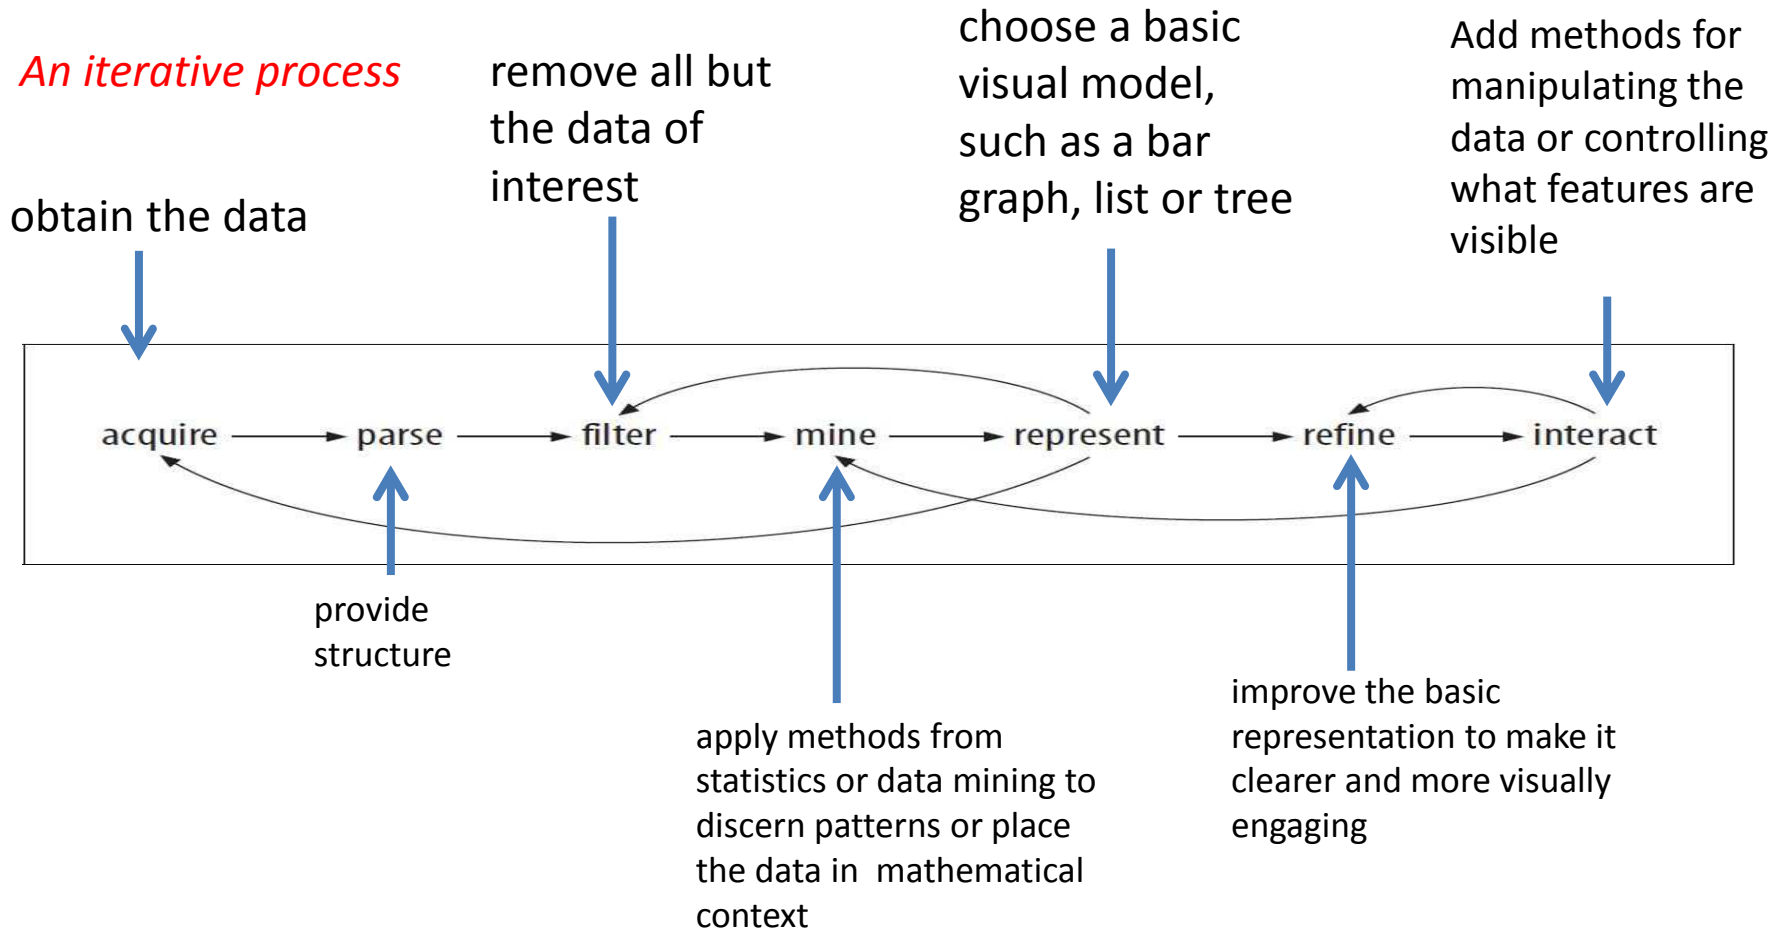 An iterative process
obtain the data
remove all but
the data of
interest
choose a basic
visual model,
such as a bar
graph, list or tree
Add methods for
manipulating the
data or controlling
what features are
visible
acquire parse filter mine represent refine interact
provide
structure
apply methods from
statistics or data mining to
discern patterns or place
the data in  mathematical
context
improve the basic
representation to make it
clearer and more visually
engaging